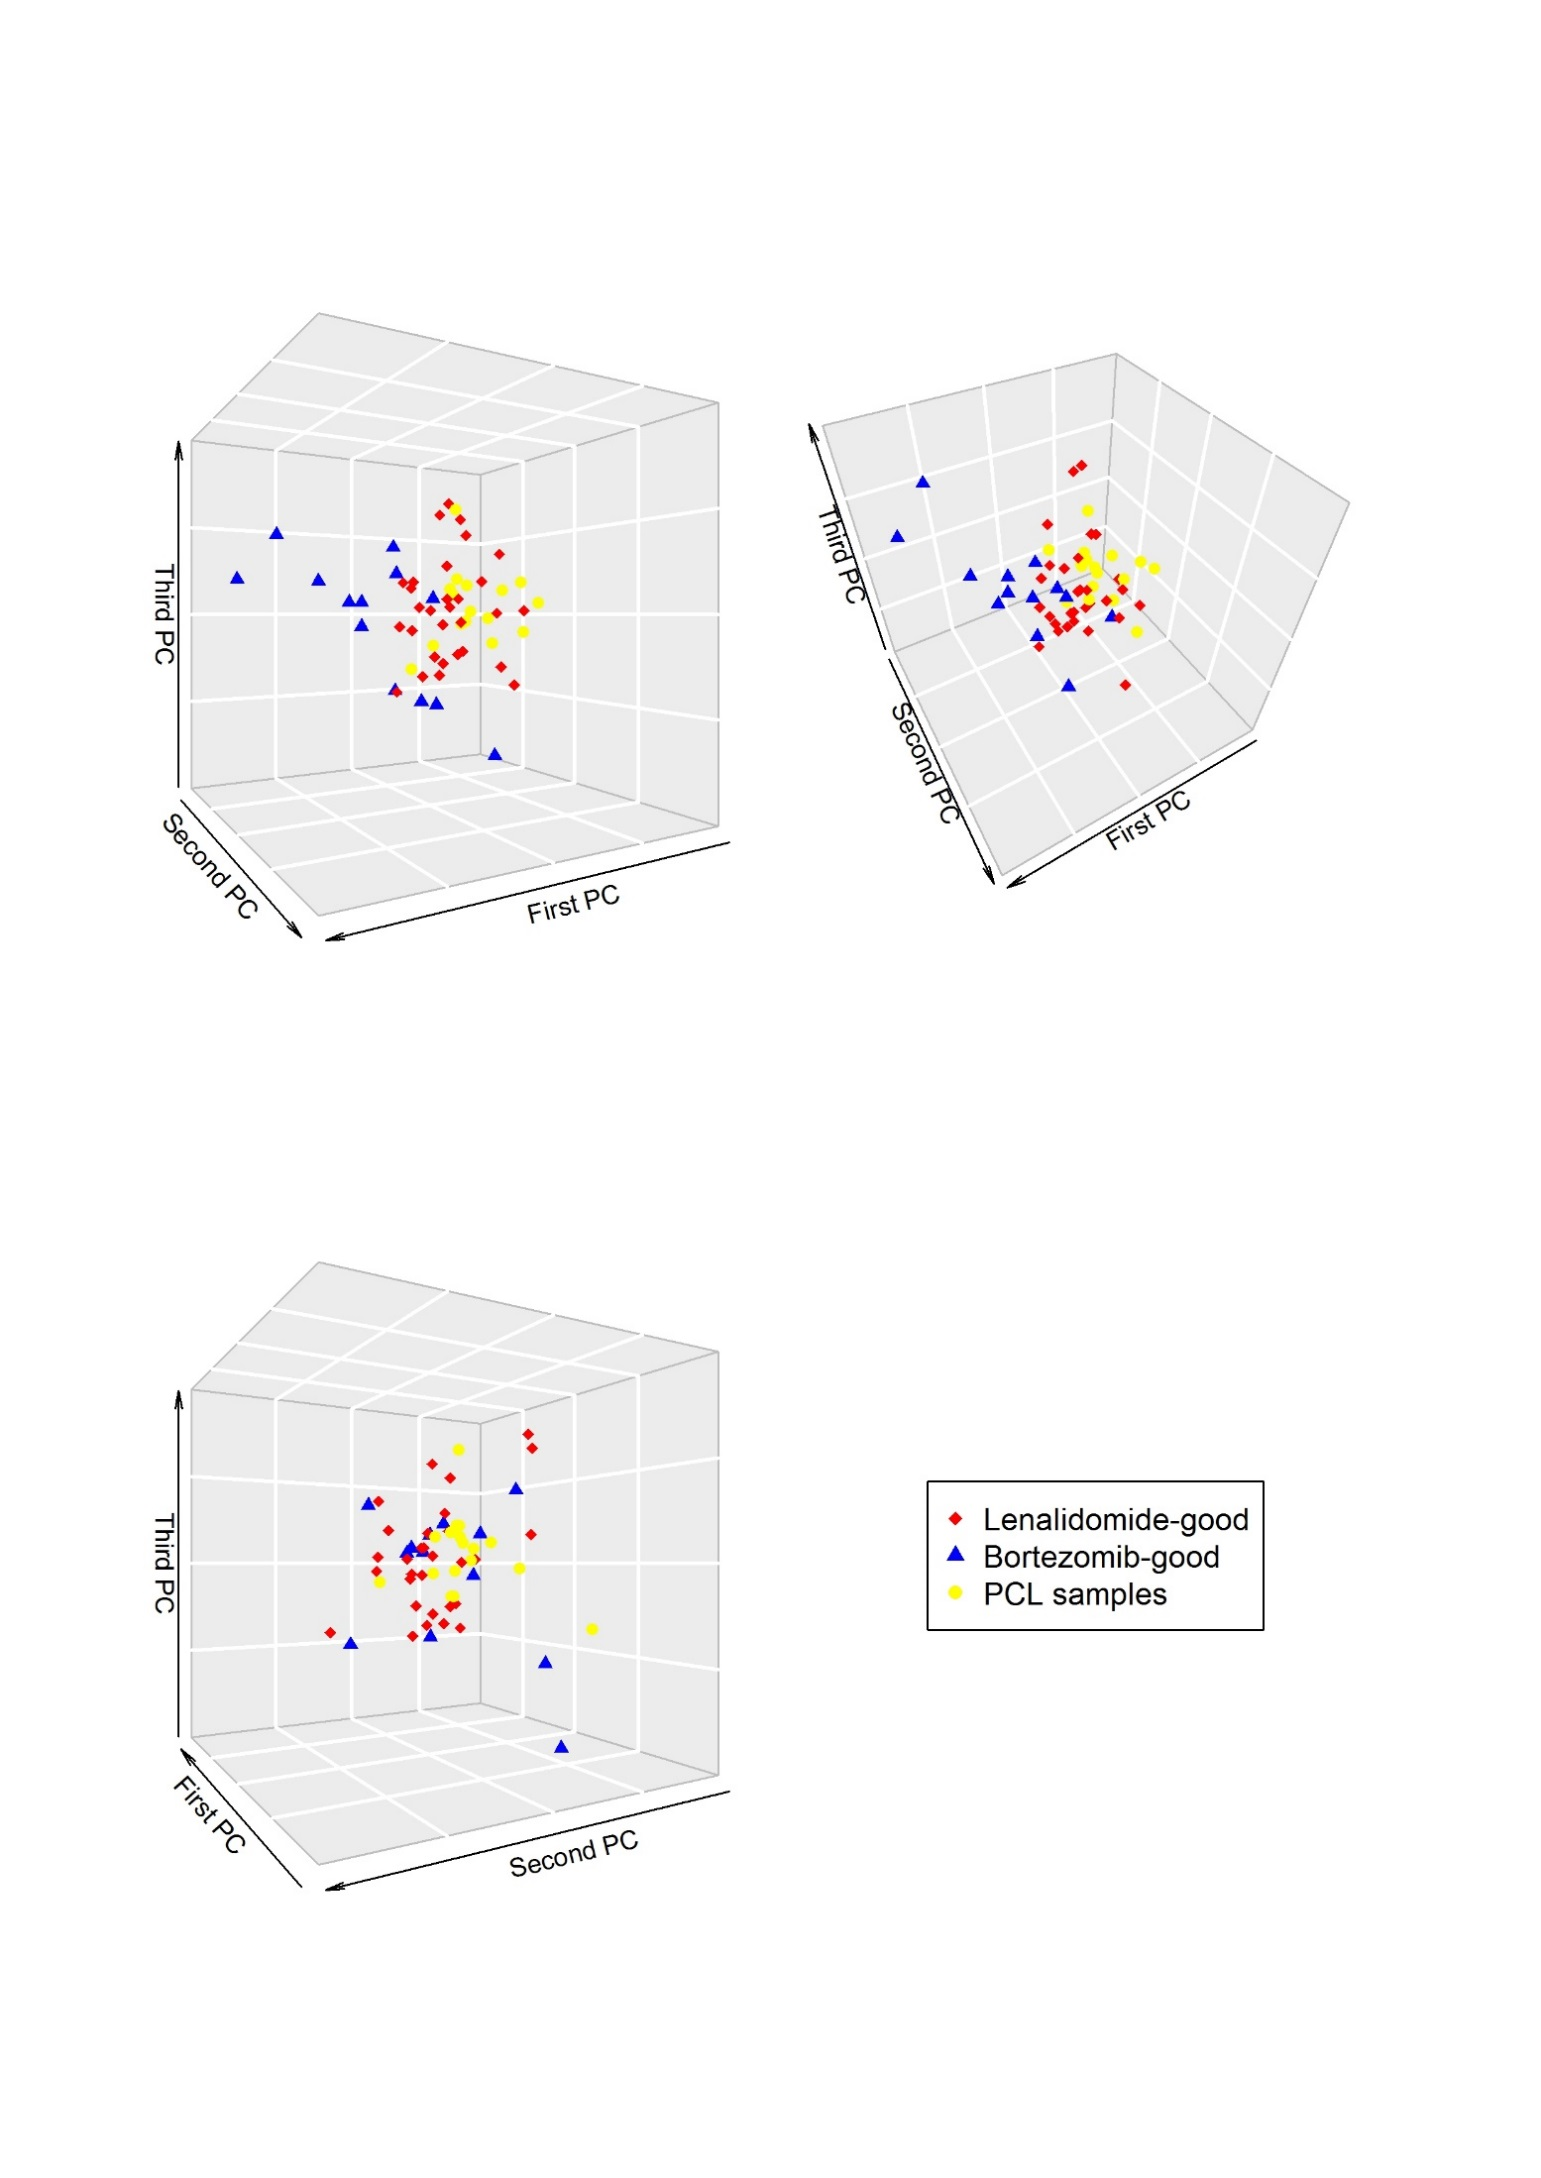 Third PC
Second PC
First PC
Third PC
Second PC
First PC
Third PC
First PC
Second PC
Lenalidomide-good
Bortezomib-good
PCL samples